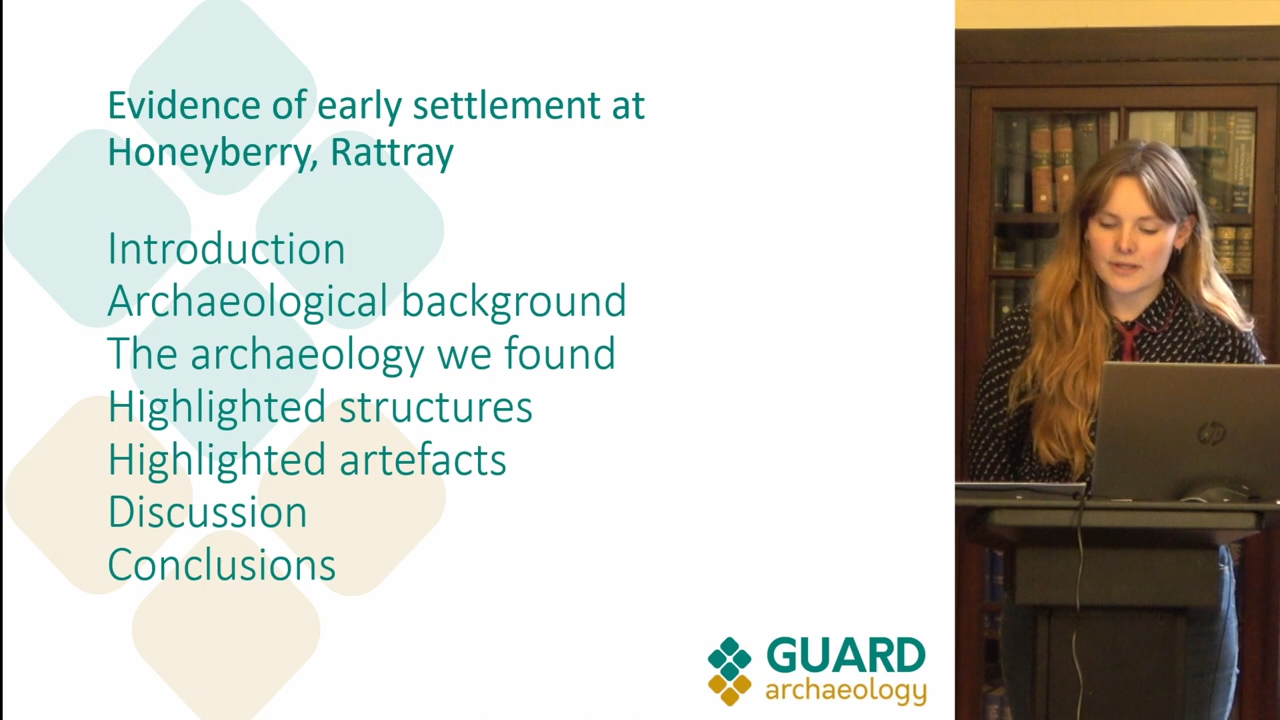 Evidence of early settlement at
Honeyberry, Rattray
Introduction
Archaeological background
The archaeology we found
Highlighted structures
Highlighted artefacts
Discussion
Conclusions
GUARD
archaeology
hp